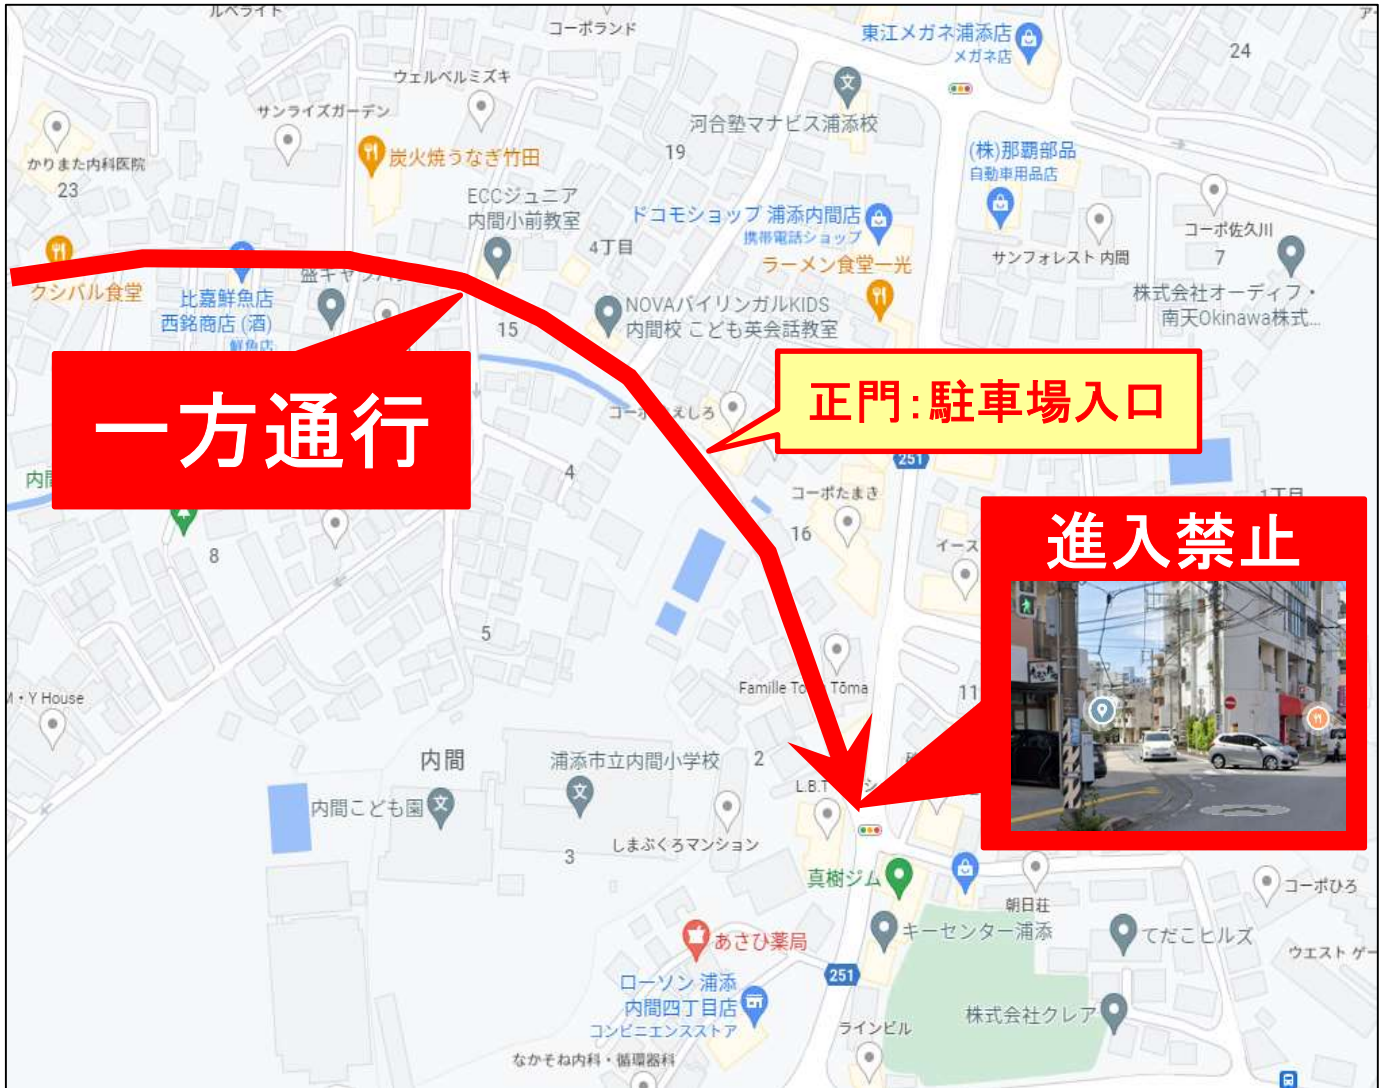 ルペライト
コーポランド
東江メガネ浦添店
メガネ店
24
ウェルベルミズキ
サンライズガーデン
河合塾マナビス浦添校
かりまた内科医院
23
炭火焼うなぎ竹田
19
(株)那覇部品
自動車用品店
ECCジュニア
内間小前教室
ドコモショップ 浦添内間店
携帯電話ショップ
4丁目
ラーメン食堂一光
サンフォレスト 内間
コーポ佐久川
7
クシバル食堂
比嘉鮮魚店
西銘商店 (酒)
鮮魚店
15
NOVAバイリンガルKIDS
内間校 こども英会話教室
株式会社オーディフ・
南天Okinawa株式...
一方通行
正門:駐車場入口
251
4
コーポたまき
16
1丁目
進入禁止
8
イース
5
M・Y House
Famille
Tōma
11
内間
浦添市立内間小学校
2
L.B.T
内間こども園
しまぶくろマンション
3
真樹ジム
コーポひろ
朝日荘
キーセンター浦添
てだこヒルズ
ウエスト ゲー
あさひ薬局
251
ローソン 浦添
内間四丁目店
コンビニエンスストア
株式会社クレア
ラインビル
なかそね内科・循環器科